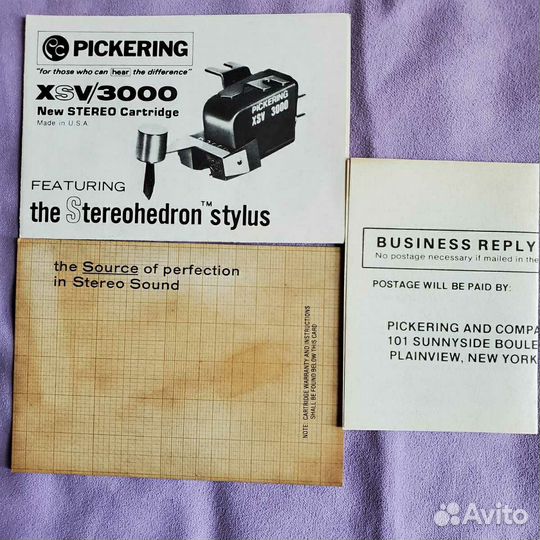 PICKERING
"for those who can hear the difference"
XSV/3000
New STEREO Cartridge
Made in U.S.A.
PICKERING
XSV 3000
FEATURING
the Stereohedron™ stylus
the Source of perfection
in Stereo Sound
NOTE: CARTRIDGE WARRANTY AND INSTRUCTIONS
SHALL BE FOUND BELOW THIS CARD
BUSINESS REPLY
No postage necessary if mailed in the
POSTAGE WILL BE PAID BY:
PICKERING AND COMPA
101 SUNNYSIDE BOULE
PLAINVIEW, NEW YORK
Avito